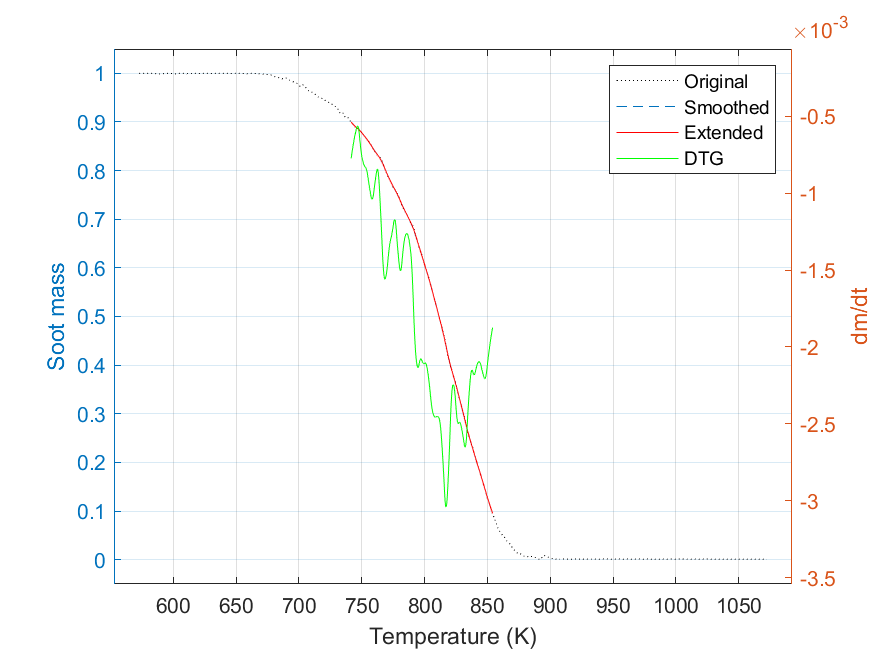 ×10-3
Original
Smoothed
Extended
DTG
1
0.9
0.8
0.7
0.6
0.5
0.4
0.3
0.2
0.1
0
Soot mass
-0.5
-1
-1.5
-2
-2.5
-3
-3.5
dm/dt
600 650 700 750 800 850 900 950 1000 1050
Temperature (K)